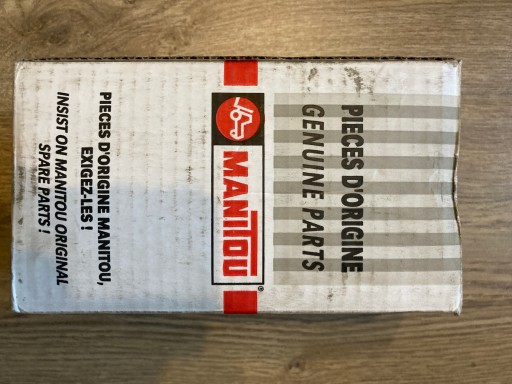 PIECES D'ORIGINE
GENUINE PARTS
MANITOU
®
PIECES D'ORIGINE MANITOU,
EXIGEZ-LES !
INSIST ON MANITOU ORIGINAL
SPARE PARTS !